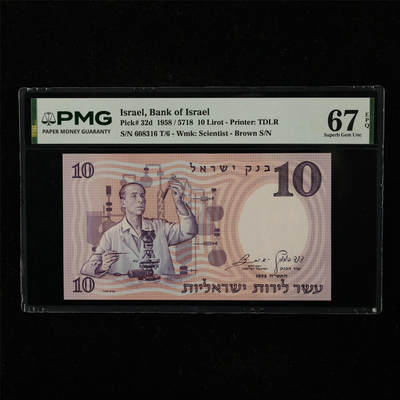 PMG
PAPER MONEY GUARANTY
Israel, Bank of Israel
Pick# 32d 1958 / 5718 10 Lirot - Printer: TDLR
S/N 608316 T/6 - Wmk: Scientist - Brown S/N
67 EPQ
Superb Gem Unc
10
בנק ישראל
10
10
עשר לירות ישראליות